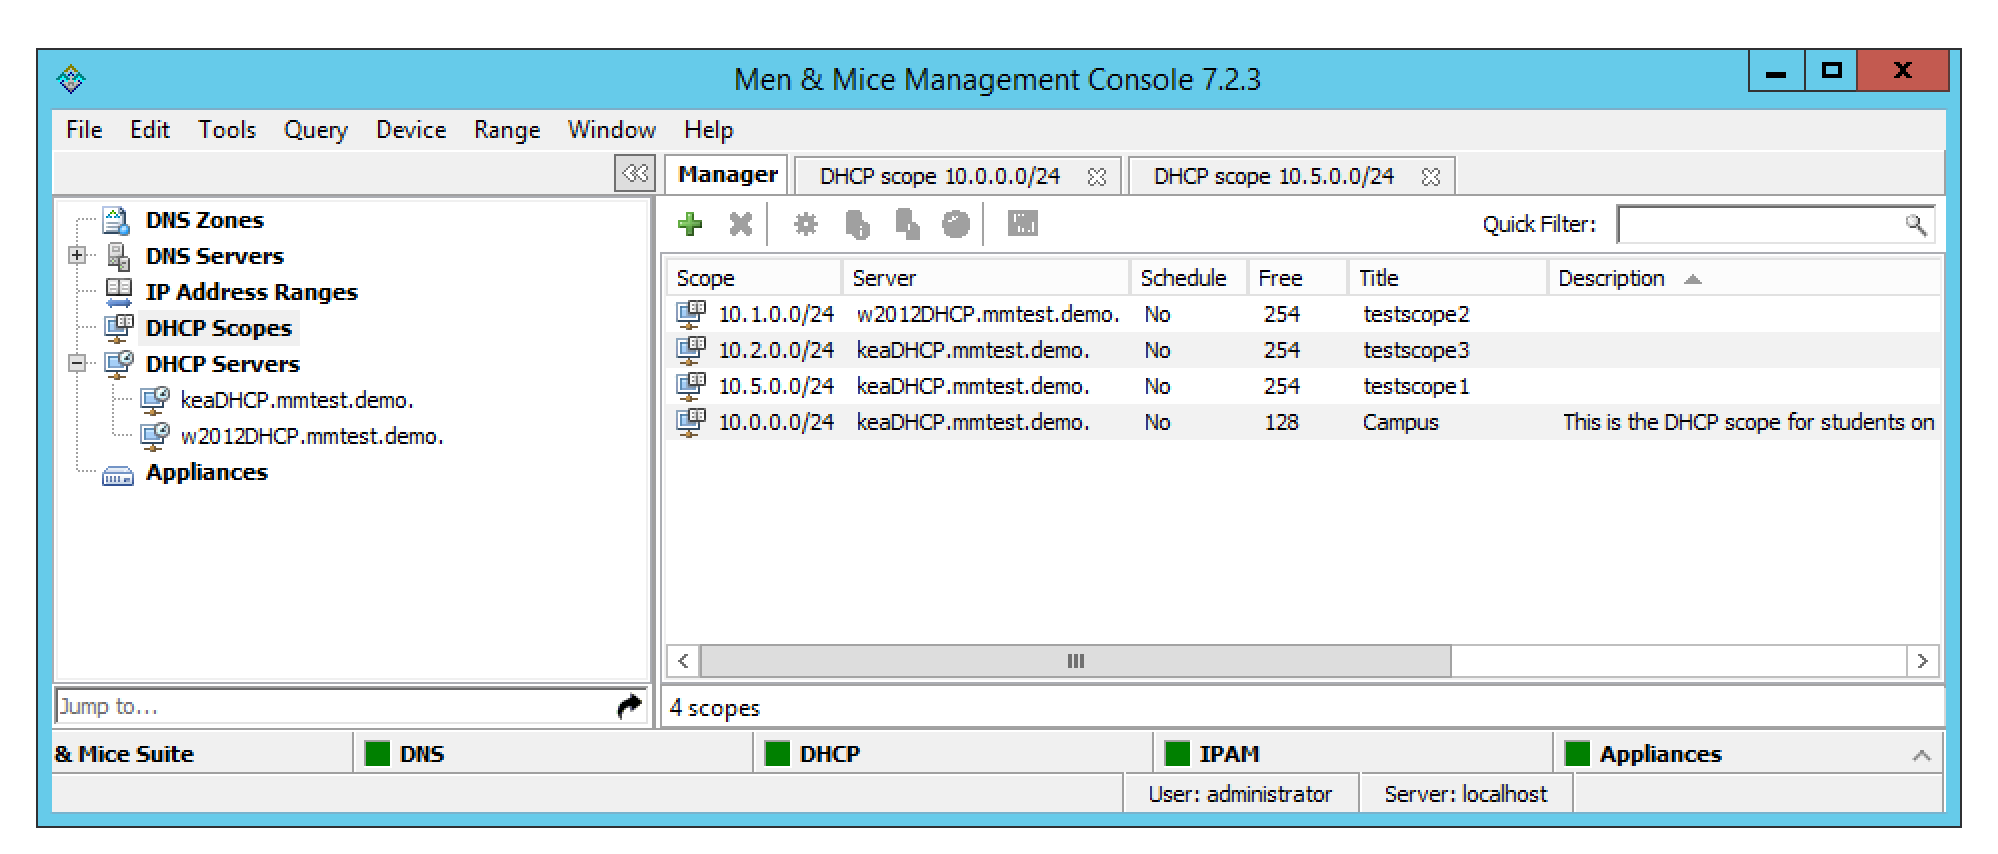 Men & Mice Management Console 7.2.3
File Edit Tools Query Device Range Window Help
Manager DHCP scope 10.0.0.0/24 DHCP scope 10.5.0.0/24
DNS Zones
DNS Servers
IP Address Ranges
DHCP Scopes
DHCP Servers
keaDHCP.mmtest.demo.
w2012DHCP.mmtest.demo.
Appliances
Jump to...
Quick Filter:
Scope Server Schedule Free Title Description
10.1.0.0/24 w2012DHCP.mmtest.demo. No 254 testscope2
10.2.0.0/24 keaDHCP.mmtest.demo. No 254 testscope3
10.5.0.0/24 keaDHCP.mmtest.demo. No 254 testscope1
10.0.0.0/24 keaDHCP.mmtest.demo. No 128 Campus This is the DHCP scope for students on
4 scopes
& Mice Suite DNS DHCP IPAM Appliances
User: administrator Server: localhost